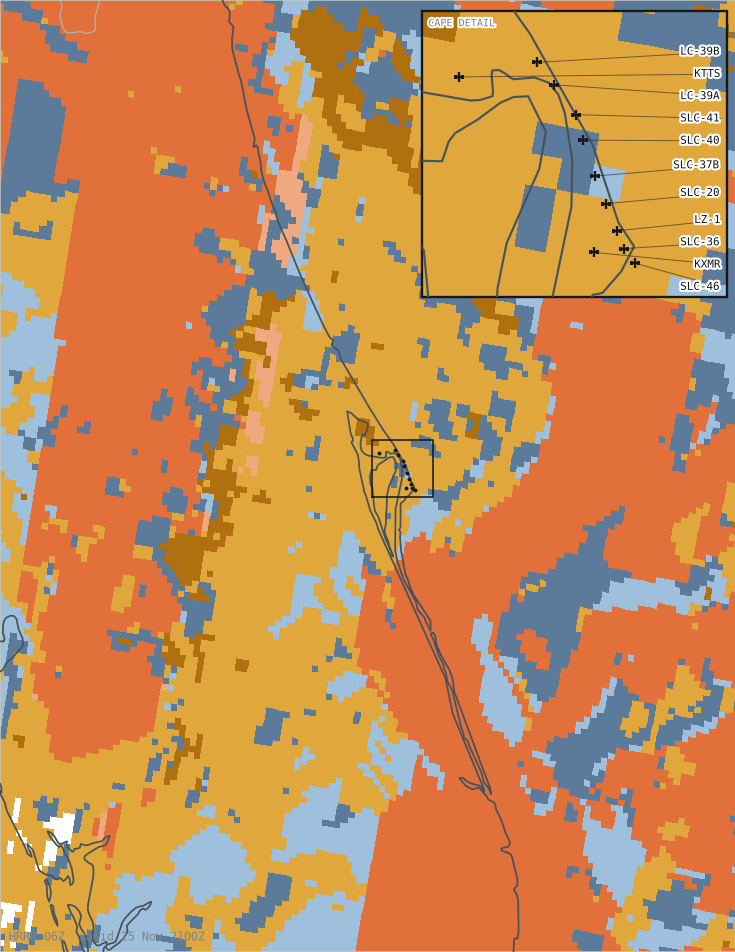 CAPE DETAIL
LC-39B
KTTS
LC-39A
SLC-41
SLC-40
SLC-37B
SLC-20
LZ-1
SLC-36
KXMR
SLC-46
HRRR 06Z valid 25 Nov 2100Z